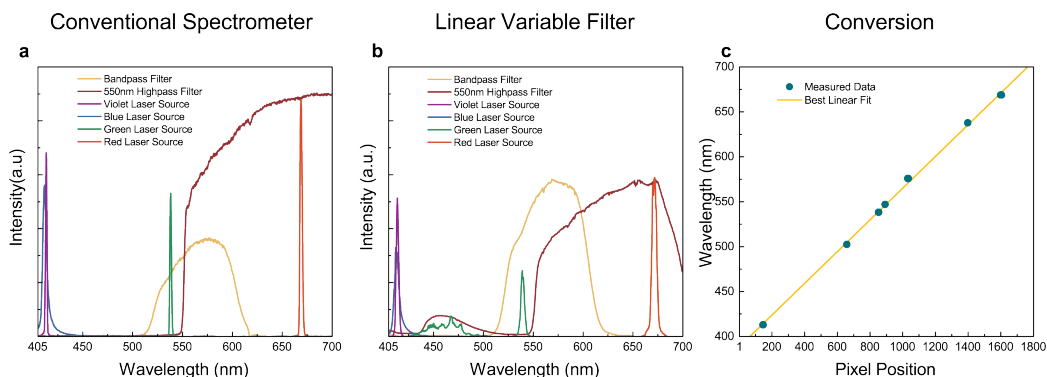 Conventional Spectrometer
Linear Variable Filter
Conversion
a
Bandpass Filter
550nm Highpass Filter
Violet Laser Source
Blue Laser Source
Green Laser Source
Red Laser Source
Intensity(a.u)
405 450 500 550 600 650 700
Wavelength (nm)
b
Bandpass Filter
550nm Highpass Filter
Violet Laser Source
Blue Laser Source
Green Laser Source
Red Laser Source
Intensity (a.u.)
405 450 500 550 600 650 700
Wavelength (nm)
c
Measured Data
Best Linear Fit
Wavelength (nm)
700
650
600
550
500
450
400
1 200 400 600 800 1000 1200 1400 1600 1800
Pixel Position